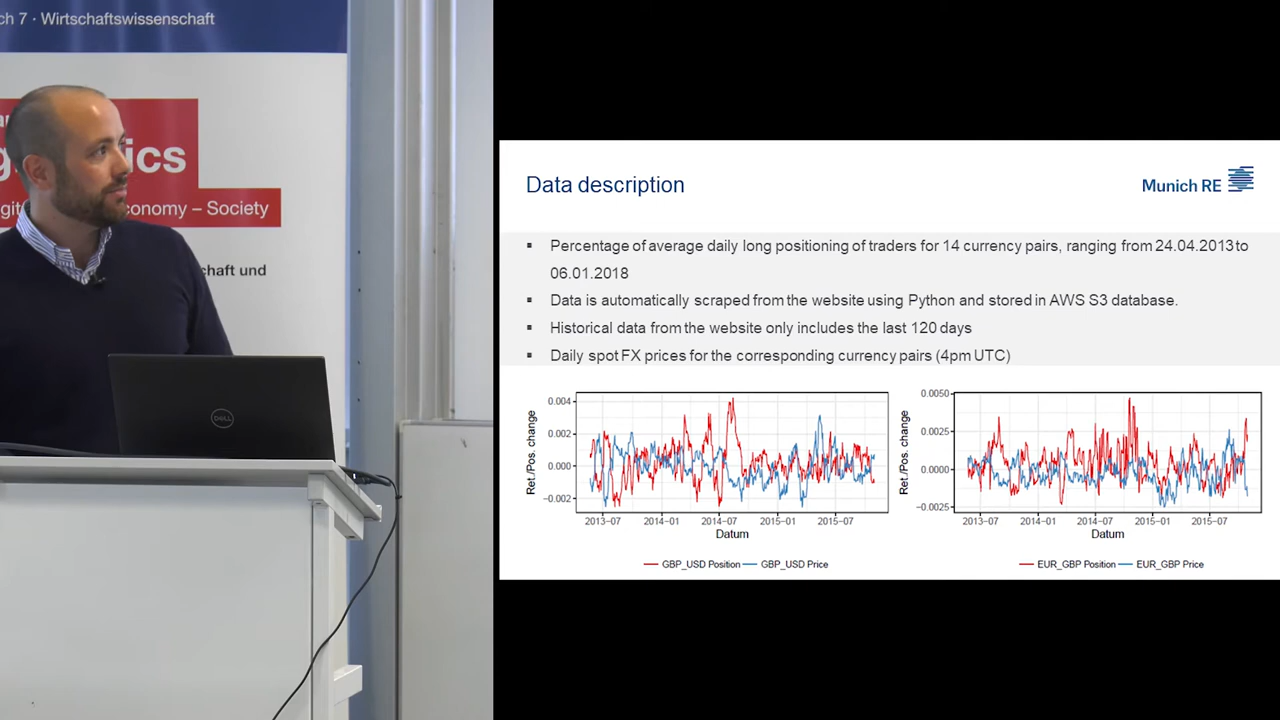 ch 7 · Wirtschaftswissenschaft
ics
conomy – Society
chaft und
DELL
Data description
Munich RE
▪ Percentage of average daily long positioning of traders for 14 currency pairs, ranging from 24.04.2013 to
06.01.2018
▪ Data is automatically scraped from the website using Python and stored in AWS S3 database.
▪ Historical data from the website only includes the last 120 days
▪ Daily spot FX prices for the corresponding currency pairs (4pm UTC)
Ret./Pos. change
0.004
0.002
0.000
−0.002
2013−07 2014−01 2014−07 2015−01 2015−07
Datum
GBP_USD Position GBP_USD Price
Ret./Pos. change
0.0050
0.0025
0.0000
−0.0025
2013−07 2014−01 2014−07 2015−01 2015−07
Datum
EUR_GBP Position EUR_GBP Price